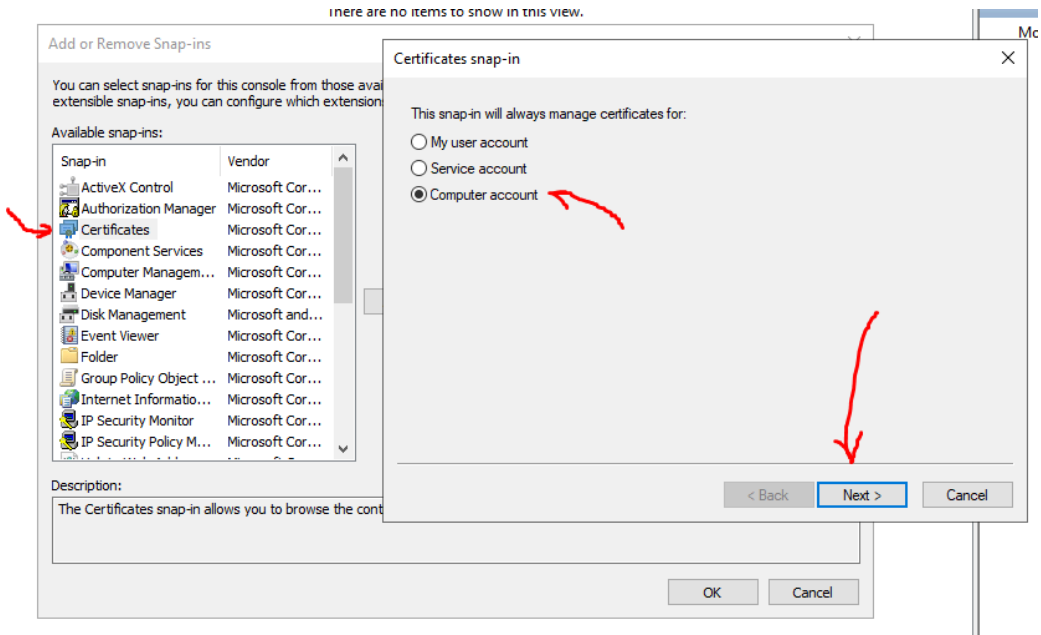 There are no items to show in this view.
Mo
Add or Remove Snap-ins
You can select snap-ins for this console from those avai
extensible snap-ins, you can configure which extension
Available snap-ins:
Snap-in Vendor
ActiveX Control Microsoft Cor...
Authorization Manager Microsoft Cor...
Certificates Microsoft Cor...
Component Services Microsoft Cor...
Computer Managem... Microsoft Cor...
Device Manager Microsoft Cor...
Disk Management Microsoft and...
Event Viewer Microsoft Cor...
Folder Microsoft Cor...
Group Policy Object ... Microsoft Cor...
Internet Informatio... Microsoft Cor...
IP Security Monitor Microsoft Cor...
IP Security Policy M... Microsoft Cor...
Description:
The Certificates snap-in allows you to browse the cont
OK Cancel
Certificates snap-in
This snap-in will always manage certificates for:
My user account
Service account
Computer account
< Back Next > Cancel